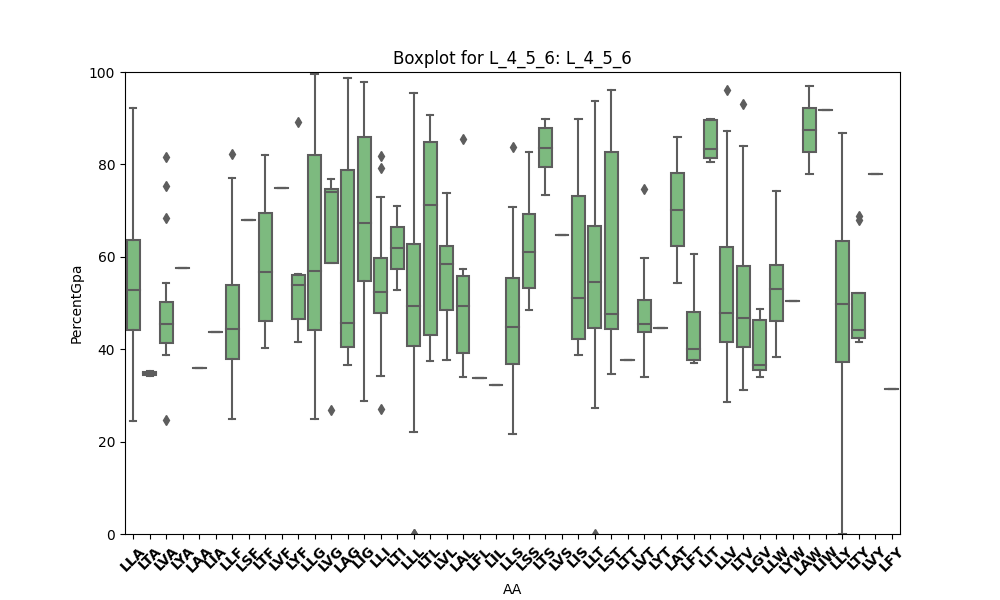 Boxplot for L_4_5_6: L_4_5_6
PercentGpa
100
80
60
40
20
0
LLA LTA LVA LYA LAA LIA LLF LSF LTF LVF LYF LLG LVG LAG LIG LLI LTI LLL LTL LVL LAL LFL LIL LLS LSS LTS LVS LIS LLT LST LTT LVT LYT LAT LFT LIT LLV LTV LGV LLW LYW LAW LIW LLY LTY LVY LFY
AA